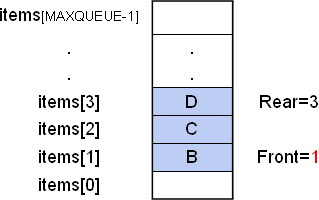 items[MAXQUEUE-1]
. .
. .
items[3] D Rear=3
items[2] C
items[1] B Front=1
items[0]